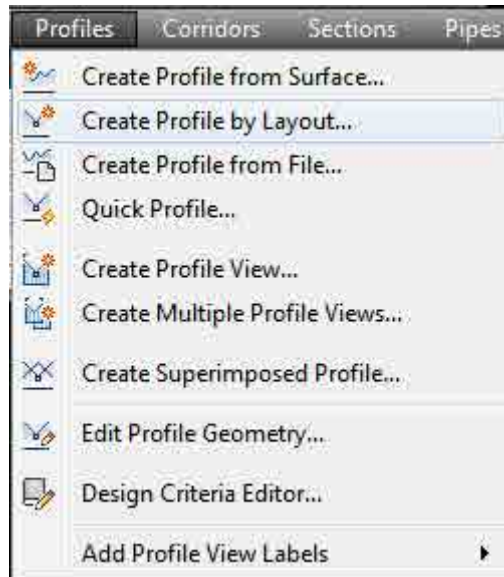 Profiles Corridors Sections Pipes
Create Profile from Surface...
Create Profile by Layout...
Create Profile from File...
Quick Profile...
Create Profile View...
Create Multiple Profile Views...
Create Superimposed Profile...
Edit Profile Geometry...
Design Criteria Editor...
Add Profile View Labels